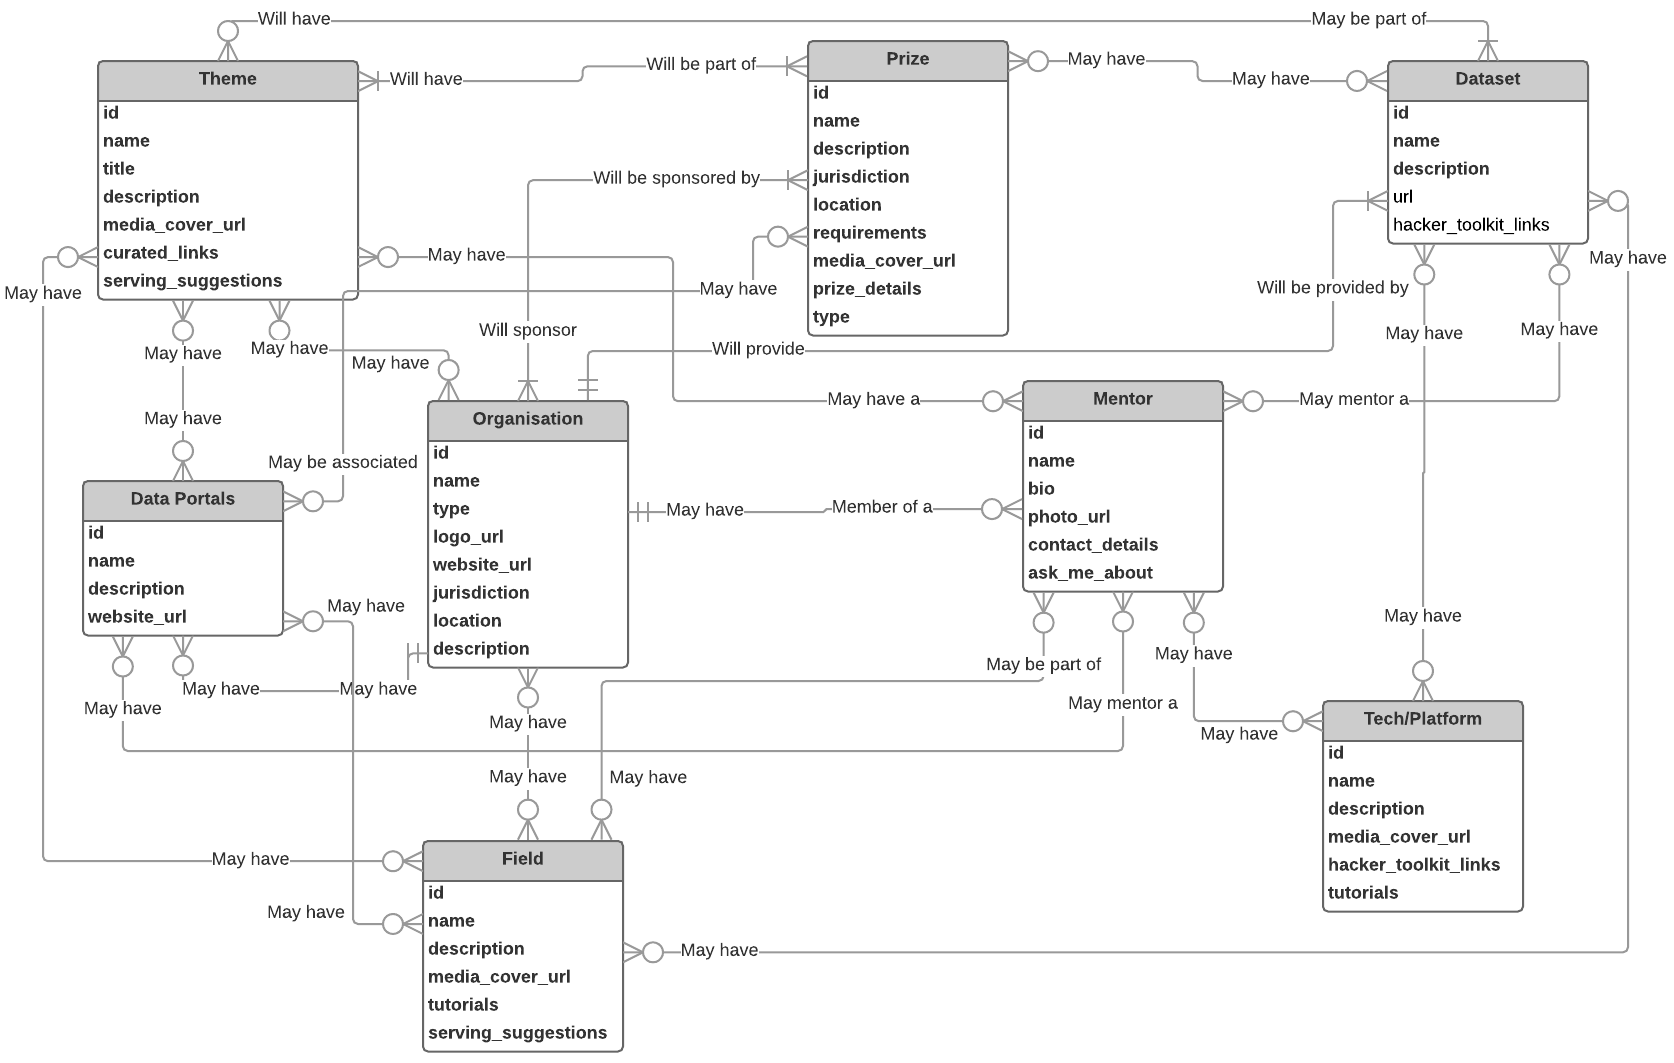 Will have
May be part of
Theme
id
name
title
description
media_cover_url
curated_links
serving_suggestions
Will have
Will be part of
Prize
id
name
description
jurisdiction
location
requirements
media_cover_url
prize_details
type
May have
May have
Dataset
id
name
description
url
hacker_toolkit_links
Will be sponsored by
May have
May have
May have
Will be provided by
May have
May have
May have
Will sponsor
Will provide
May have
May have
May have
May have
May have
May be associated
Organisation
id
name
type
logo_url
website_url
jurisdiction
location
description
May have a
Mentor
id
name
bio
photo_url
contact_details
ask_me_about
May mentor a
Data Portals
id
name
description
website_url
May have
Member of a
May have
May have
May have
May have
May have
May be part of
May mentor a
May have
May have
May have
May have
May have
Tech/Platform
id
name
description
media_cover_url
hacker_toolkit_links
tutorials
May have
May have
Field
id
name
description
media_cover_url
tutorials
serving_suggestions
May have